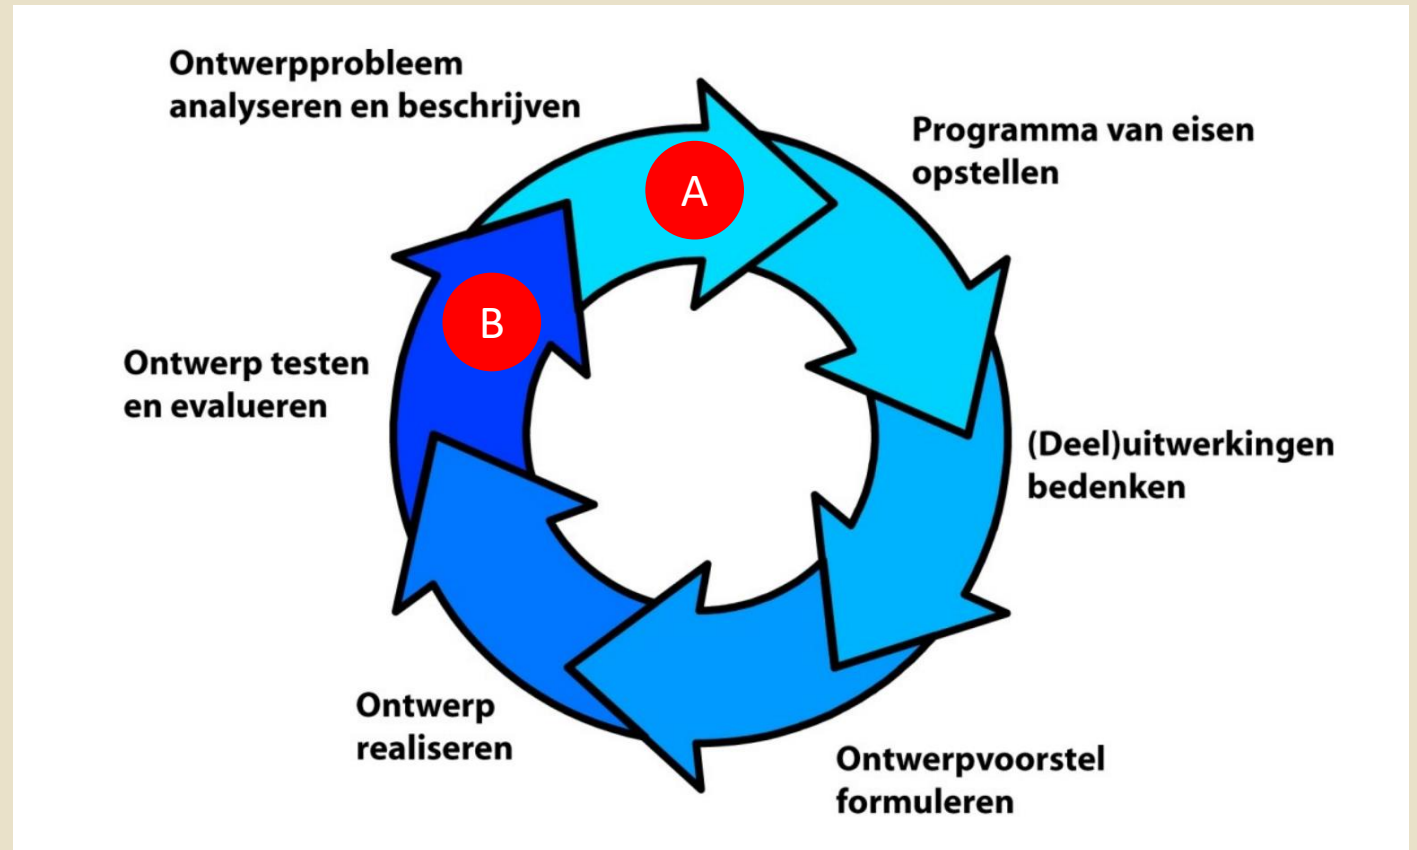 Ontwerpprobleem
analyseren en beschrijven
A
Programma van eisen
opstellen
B
Ontwerp testen
en evalueren
(Deel)uitwerkingen
bedenken
Ontwerp
realiseren
Ontwerpvoorstel
formuleren